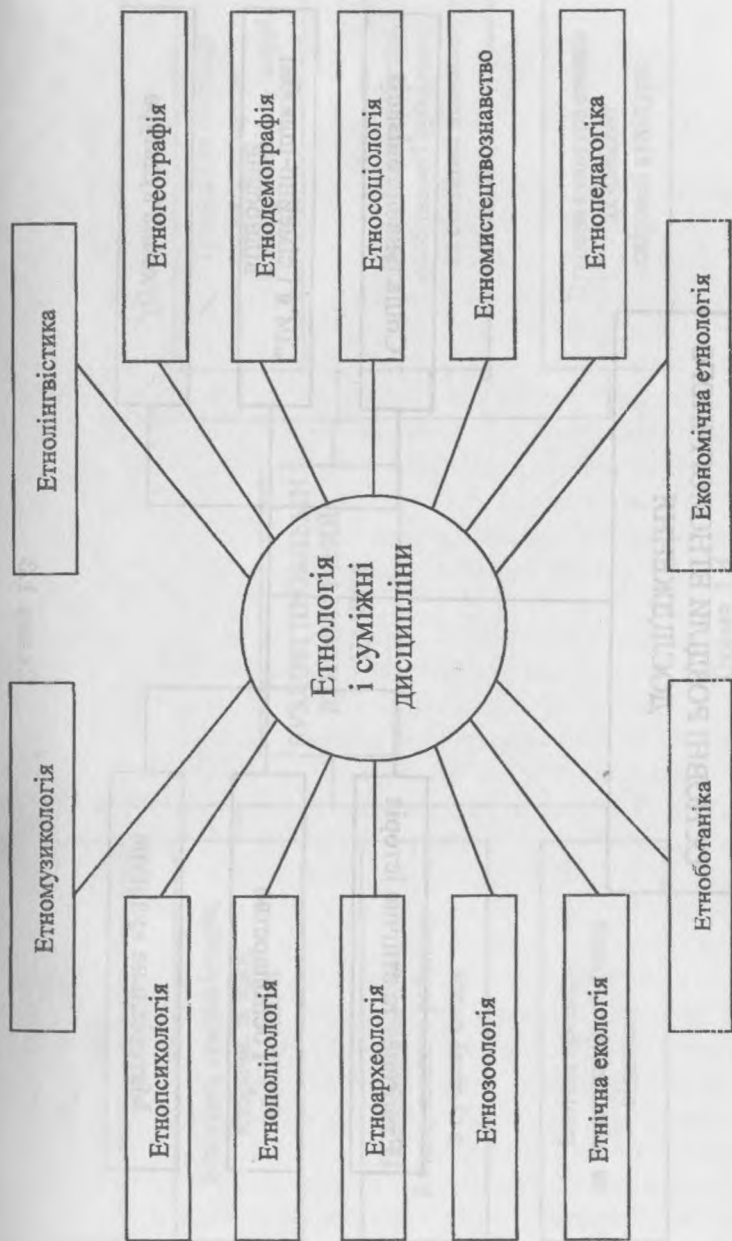 Етномузикологія
Етнолінгвістика
Етнопсихологія
Етногеографія
Етнополітологія
Етнодемографія
Етноархеологія
Етнологія
і суміжні
дисципліни
Етносоціологія
Етнозоологія
Етномистецтвознавство
Етнічна екологія
Етнопедагогіка
Етноботаніка
Економічна етнологія